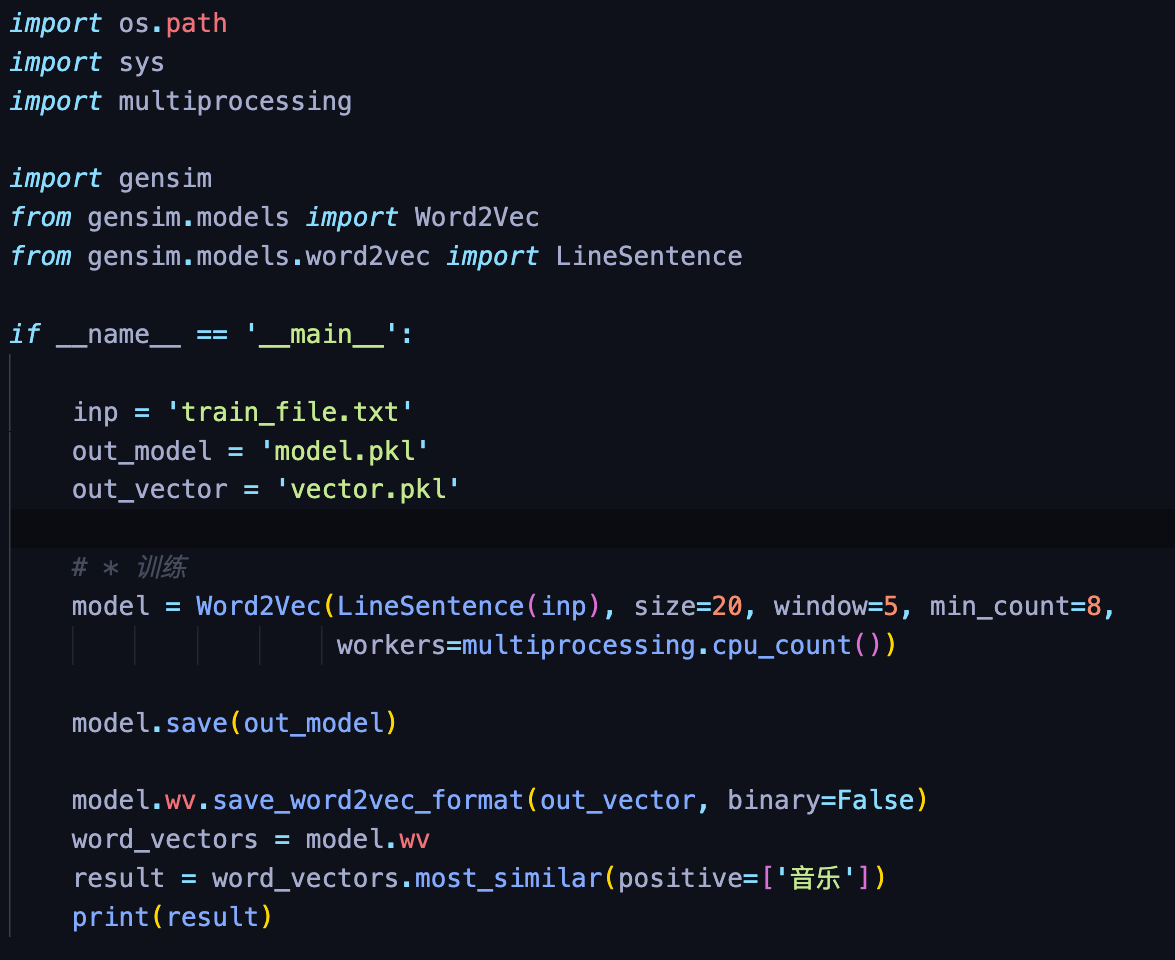 import os.path
import sys
import multiprocessing

import gensim
from gensim.models import Word2Vec
from gensim.models.word2vec import LineSentence

if __name__ == '__main__':

    inp = 'train_file.txt'
    out_model = 'model.pkl'
    out_vector = 'vector.pkl'

    # * 训练
    model = Word2Vec(LineSentence(inp), size=20, window=5, min_count=8,
                     workers=multiprocessing.cpu_count())

    model.save(out_model)

    model.wv.save_word2vec_format(out_vector, binary=False)
    word_vectors = model.wv
    result = word_vectors.most_similar(positive=['音乐'])
    print(result)